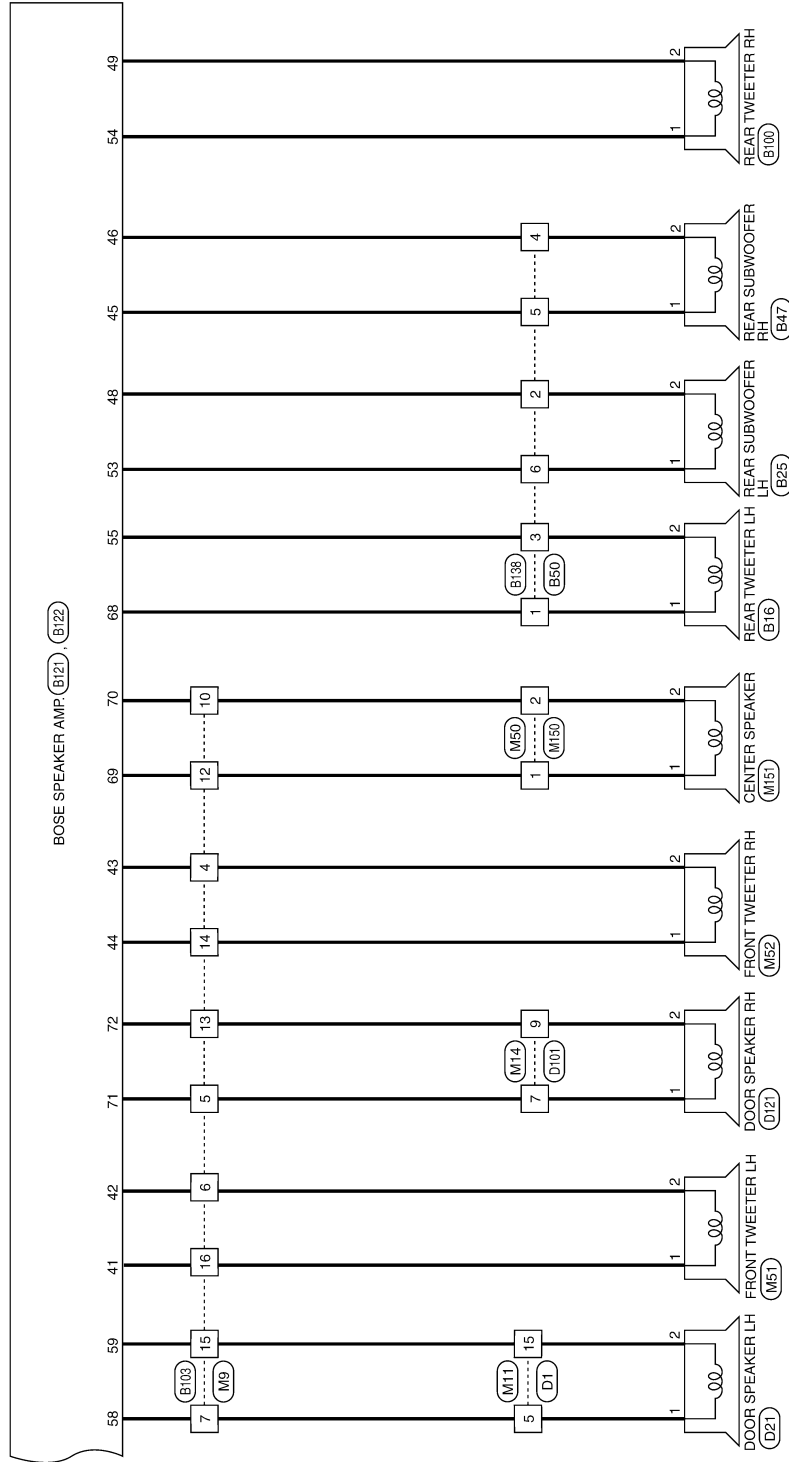 BOSE SPEAKER AMP. B121 , B122
58 59 41 42 71 72 44 43 69 70 68 55 53 48 45 46 54 49
B103
7 15 16 6 5 13 14 4 12 10
M9
M11 M14 M50 B138
5 15 7 9 1 2 1 3 6 2 5 4
D1 D101 M150 B50
1 2 1 2 1 2 1 2 1 2 1 2 1 2 1 2 1 2
DOOR SPEAKER LH
D21
FRONT TWEETER LH
M51
DOOR SPEAKER RH
D121
FRONT TWEETER RH
M52
CENTER SPEAKER
M151
REAR TWEETER LH
B16
REAR SUBWOOFER
LH
B25
REAR SUBWOOFER
RH
B47
REAR TWEETER RH
B100